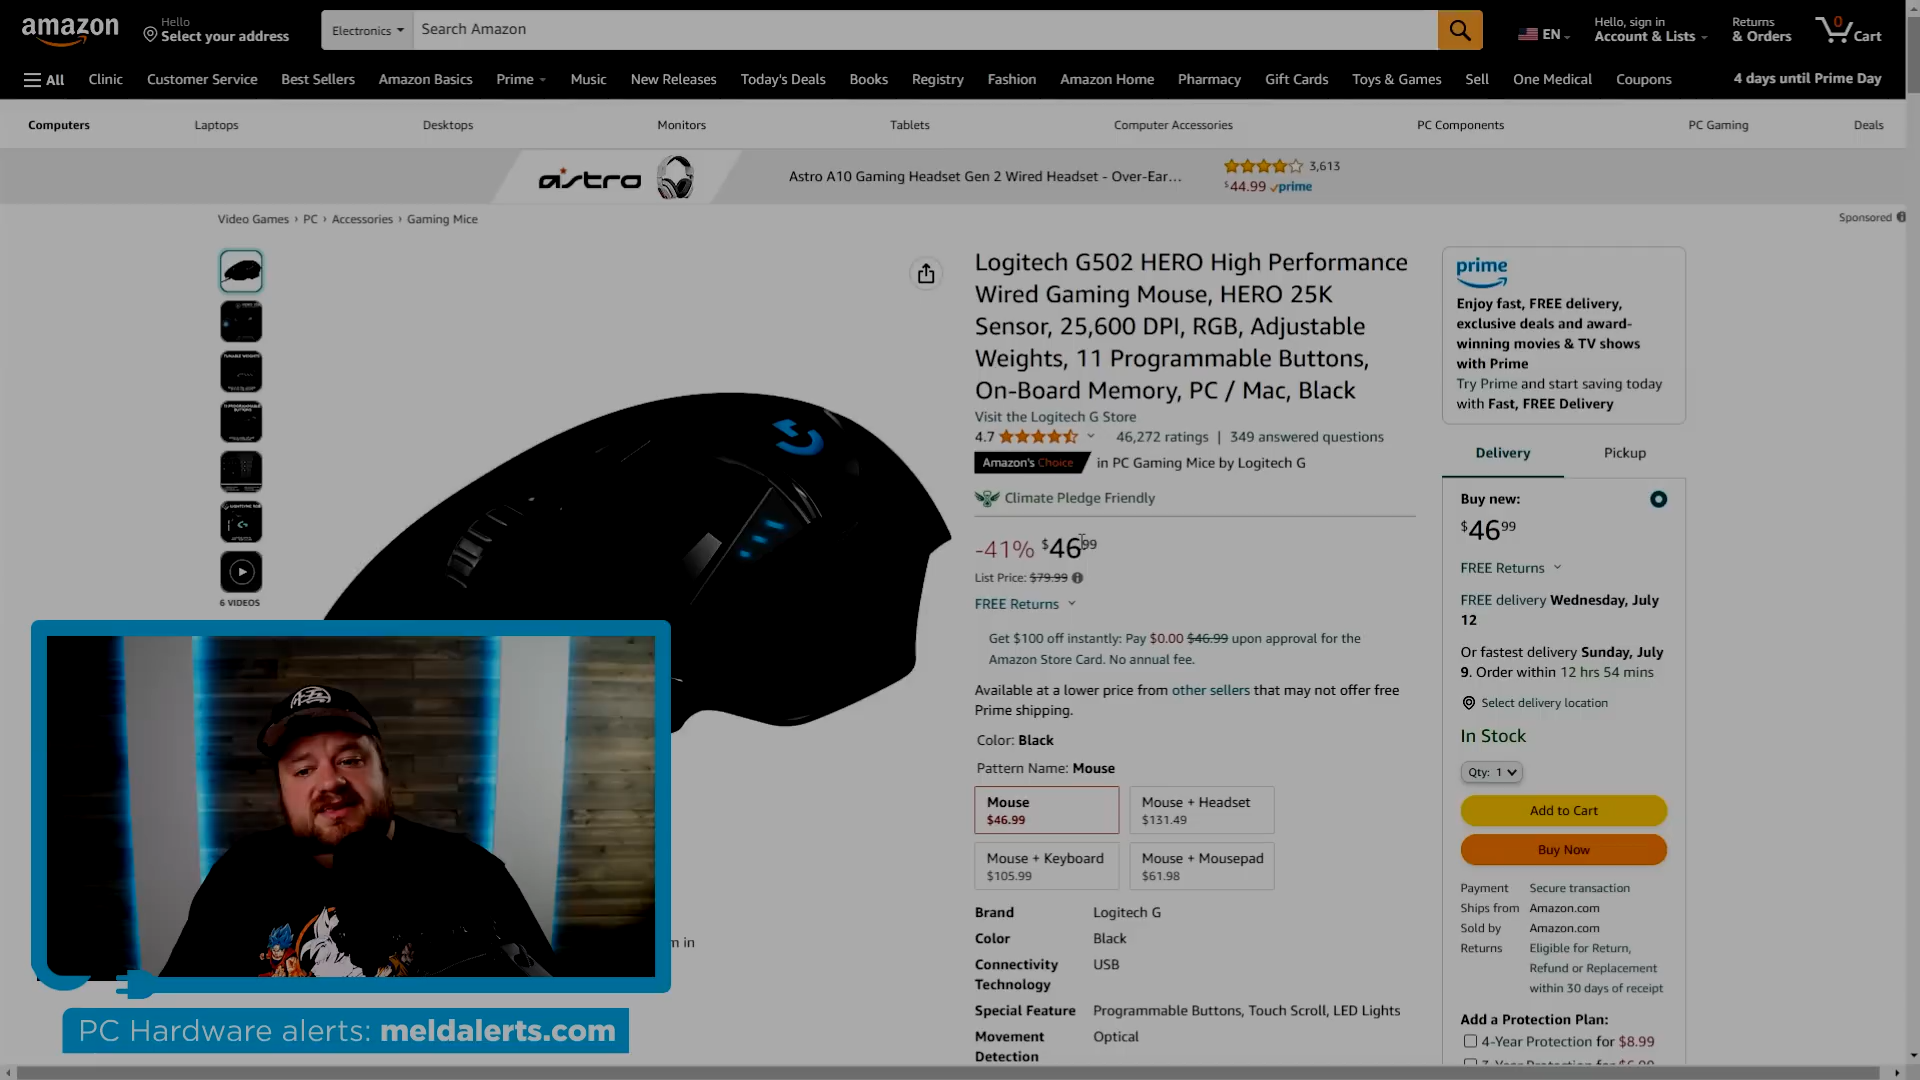 amazon
Hello
Select your address
Electronics
Search Amazon
EN
Hello, sign in
Account & Lists
Returns
& Orders
0
Cart
All
Clinic
Customer Service
Best Sellers
Amazon Basics
Prime
Music
New Releases
Today's Deals
Books
Registry
Fashion
Amazon Home
Pharmacy
Gift Cards
Toys & Games
Sell
One Medical
Coupons
4 days until Prime Day
Computers
Laptops
Desktops
Monitors
Tablets
Computer Accessories
PC Components
PC Gaming
Deals
astro
Astro A10 Gaming Headset Gen 2 Wired Headset - Over-Ear...
3,613
$44.99 prime
Video Games › PC › Accessories › Gaming Mice
Sponsored
6 VIDEOS
Logitech G502 HERO High Performance
Wired Gaming Mouse, HERO 25K
Sensor, 25,600 DPI, RGB, Adjustable
Weights, 11 Programmable Buttons,
On-Board Memory, PC / Mac, Black
Visit the Logitech G Store
4.7
46,272 ratings | 349 answered questions
Amazon's Choice in PC Gaming Mice by Logitech G
Climate Pledge Friendly
-41% $46 99
List Price: $79.99
FREE Returns
Get $100 off instantly: Pay $0.00 $46.99 upon approval for the
Amazon Store Card. No annual fee.
Available at a lower price from other sellers that may not offer free
Prime shipping.
Color: Black
Pattern Name: Mouse
Mouse
$46.99
Mouse + Headset
$131.49
Mouse + Keyboard
$105.99
Mouse + Mousepad
$61.98
Brand Logitech G
Color Black
Connectivity USB
Technology
Special Feature Programmable Buttons, Touch Scroll, LED Lights
Movement Optical
Detection
prime
Enjoy fast, FREE delivery,
exclusive deals and award-
winning movies & TV shows
with Prime
Try Prime and start saving today
with Fast, FREE Delivery
Delivery
Pickup
Buy new:
$46 99
FREE Returns
FREE delivery Wednesday, July
12
Or fastest delivery Sunday, July
9. Order within 12 hrs 54 mins
Select delivery location
In Stock
Qty: 1
Add to Cart
Buy Now
Payment Secure transaction
Ships from Amazon.com
Sold by Amazon.com
Returns Eligible for Return,
Refund or Replacement
within 30 days of receipt
Add a Protection Plan:
4-Year Protection for $8.99
m in
PC Hardware alerts: meldalerts.com